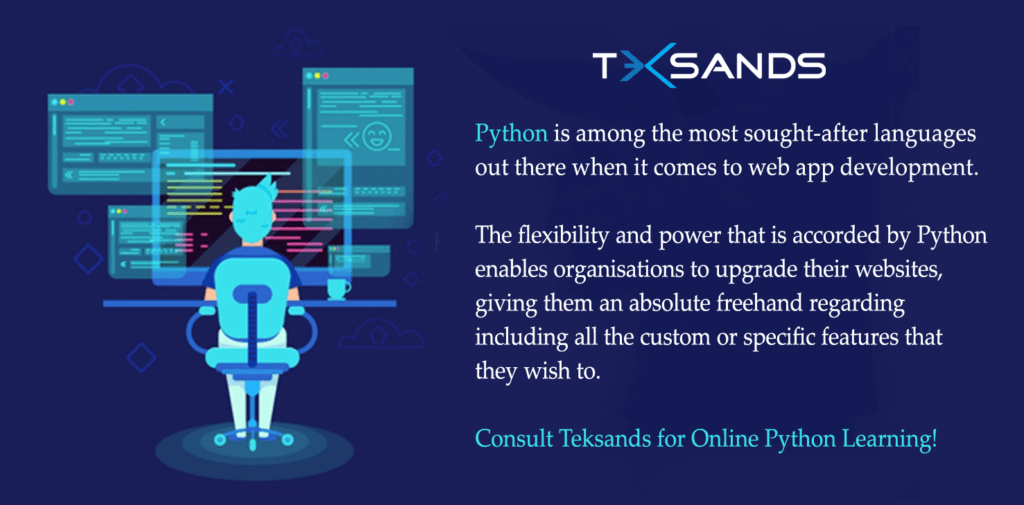 TEKSANDS
Python is among the most sought-after languages
out there when it comes to web app development.
The flexibility and power that is accorded by Python
enables organisations to upgrade their websites,
giving them an absolute freehand regarding
including all the custom or specific features that
they wish to.
Consult Teksands for Online Python Learning!